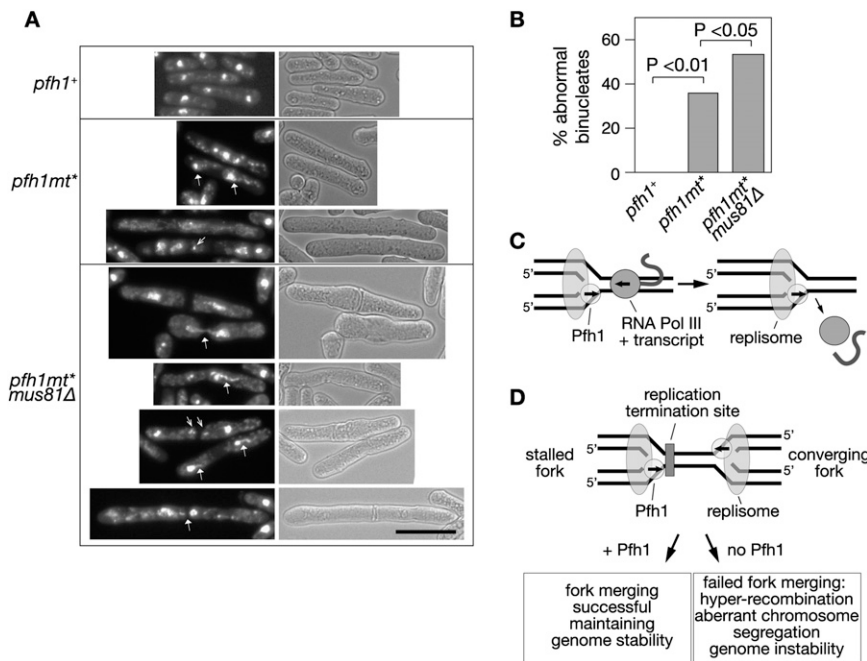 A
pfh1+
pfh1mt*
pfh1mt*
mus81Δ
B
% abnormal
binucleates
60
40
20
0
P <0.01
P <0.05
pfh1+
pfh1mt*
pfh1mt*
mus81Δ
C
5'
5'
5'
5'
Pfh1
RNA Pol III
+ transcript
replisome
D
replication
termination site
stalled
fork
5'
5'
5'
5'
converging
fork
Pfh1
replisome
+ Pfh1
no Pfh1
fork merging
successful
maintaining
genome stability
failed fork merging:
hyper-recombination
aberrant chromosome
segregation
genome instability